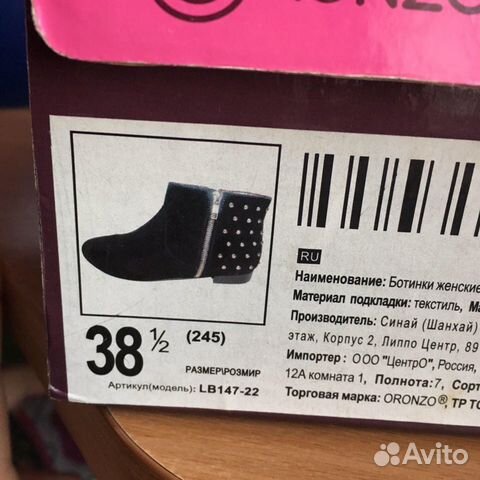 ORONZO
38 ½ (245)
РАЗМЕР\РОЗМИР
Артикул(модель): LB147-22
RU
Наименование: Ботинки женские
Материал подкладки: текстиль,
Производитель: Синай (Шанхай)
этаж, Корпус 2, Липпо Центр, 89
Импортер : ООО "ЦентрО", Россия,
12А комната 1, Полнота:7, Сорт
Торговая марка: ORONZO®, ТР ТС
Avito